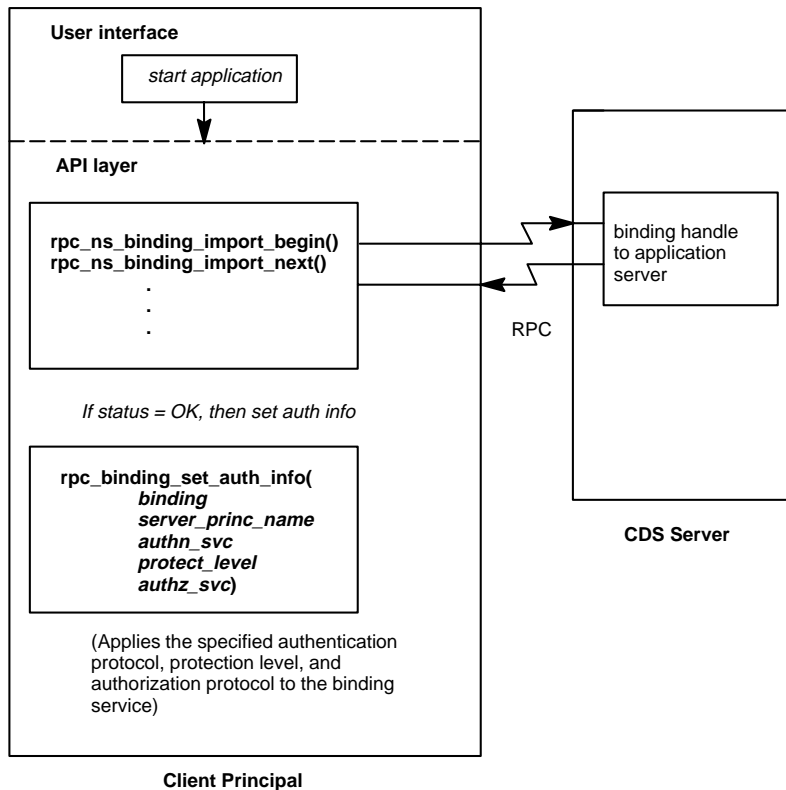 User interface
start application
API layer
rpc_ns_binding_import_begin()
rpc_ns_binding_import_next()
.
.
.
binding handle
to application
server
RPC
If status = OK, then set auth info
rpc_binding_set_auth_info(
binding
server_princ_name
authn_svc
protect_level
authz_svc)
CDS Server
(Applies the specified authentication
protocol, protection level, and
authorization protocol to the binding
service)
Client Principal